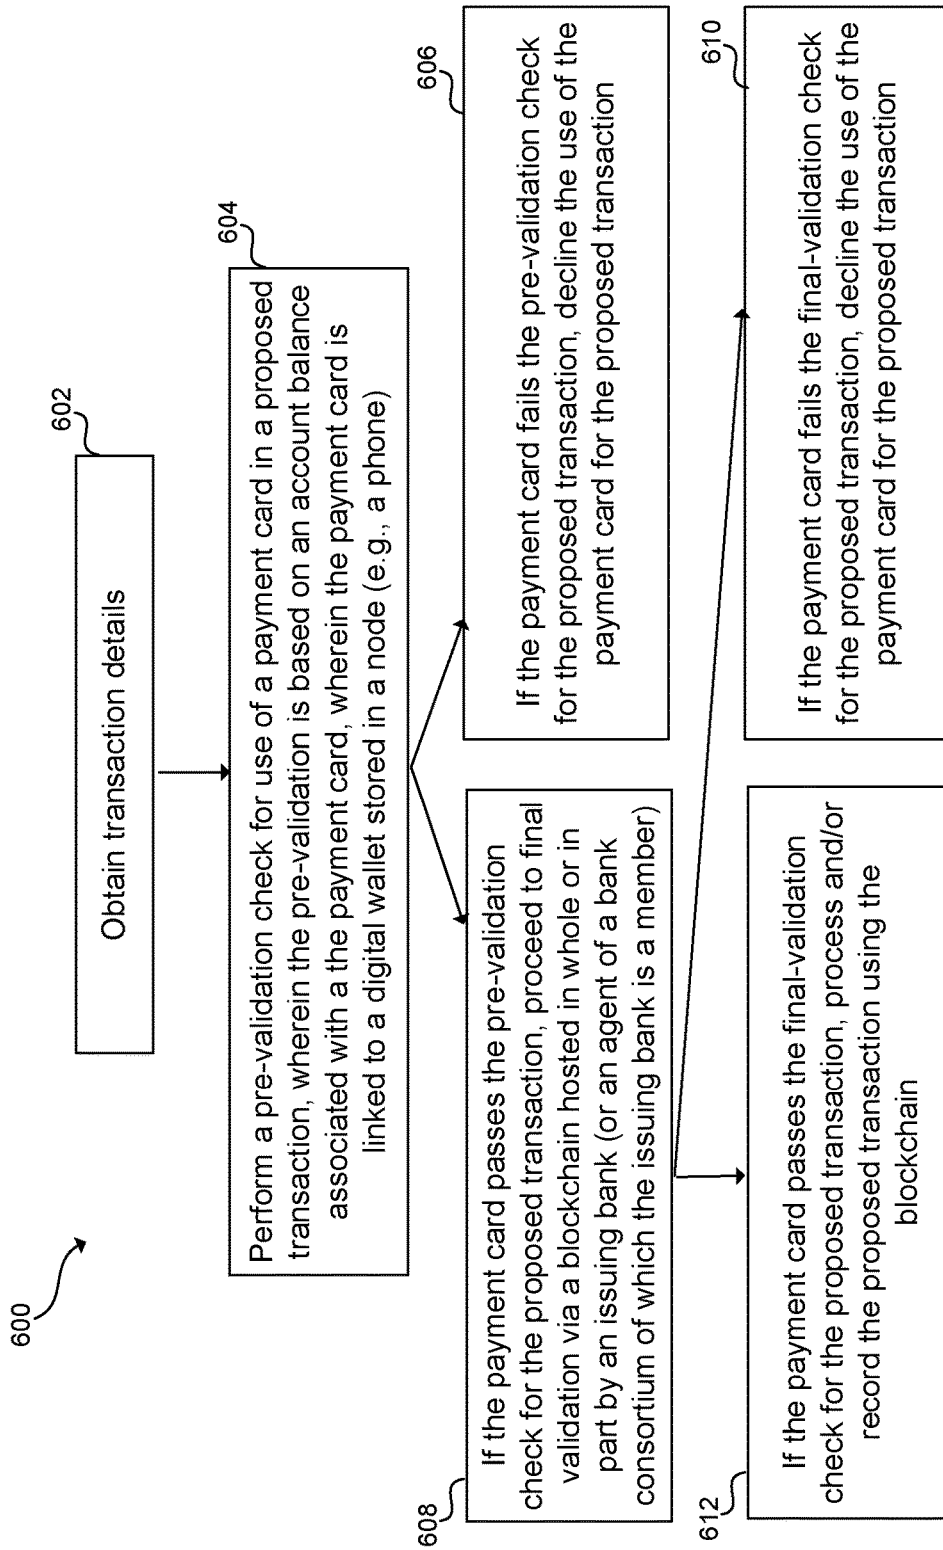 600
602
Obtain transaction details
604
Perform a pre-validation check for use of a payment card in a proposed
transaction, wherein the pre-validation is based on an account balance
associated with a the payment card, wherein the payment card is
linked to a digital wallet stored in a node (e.g., a phone)
608
If the payment card passes the pre-validation
check for the proposed transaction, proceed to final
validation via a blockchain hosted in whole or in
part by an issuing bank (or an agent of a bank
consortium of which the issuing bank is a member)
606
If the payment card fails the pre-validation check
for the proposed transaction, decline the use of the
payment card for the proposed transaction
612
If the payment card passes the final-validation
check for the proposed transaction, process and/or
record the proposed transaction using the
blockchain
610
If the payment card fails the final-validation check
for the proposed transaction, decline the use of the
payment card for the proposed transaction